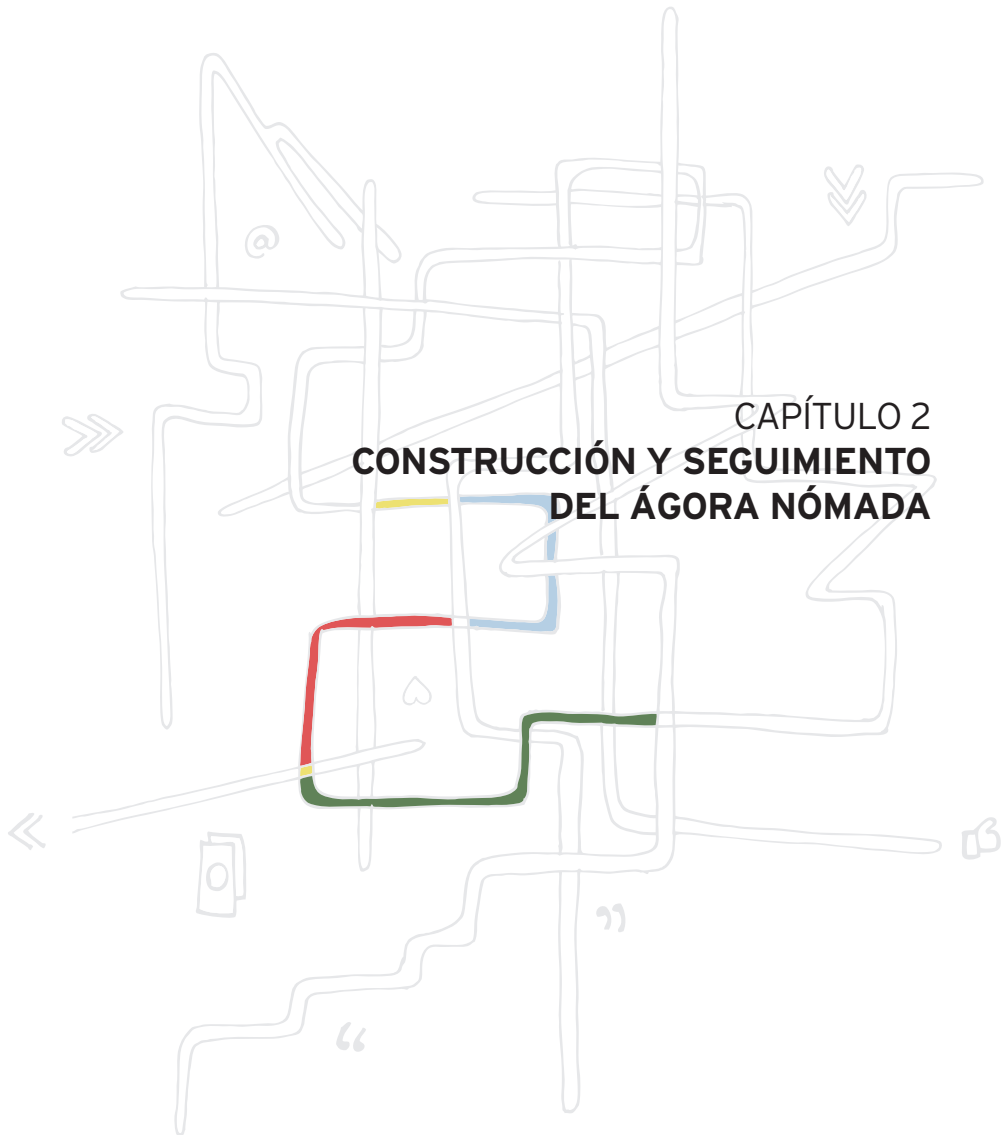 @
CAPÍTULO 2
CONSTRUCCIÓN Y SEGUIMIENTO
DEL ÁGORA NÓMADA
”
“